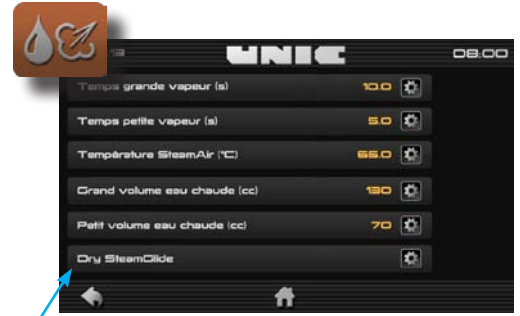 UNIC
08:00
Temps grande vapeur (s) 10.0
Temps petite vapeur (s) 5.0
Température SteamAir (°C) 65.0
Grand volume eau chaude (cc) 130
Petit volume eau chaude (cc) 70
Dry SteamGlide